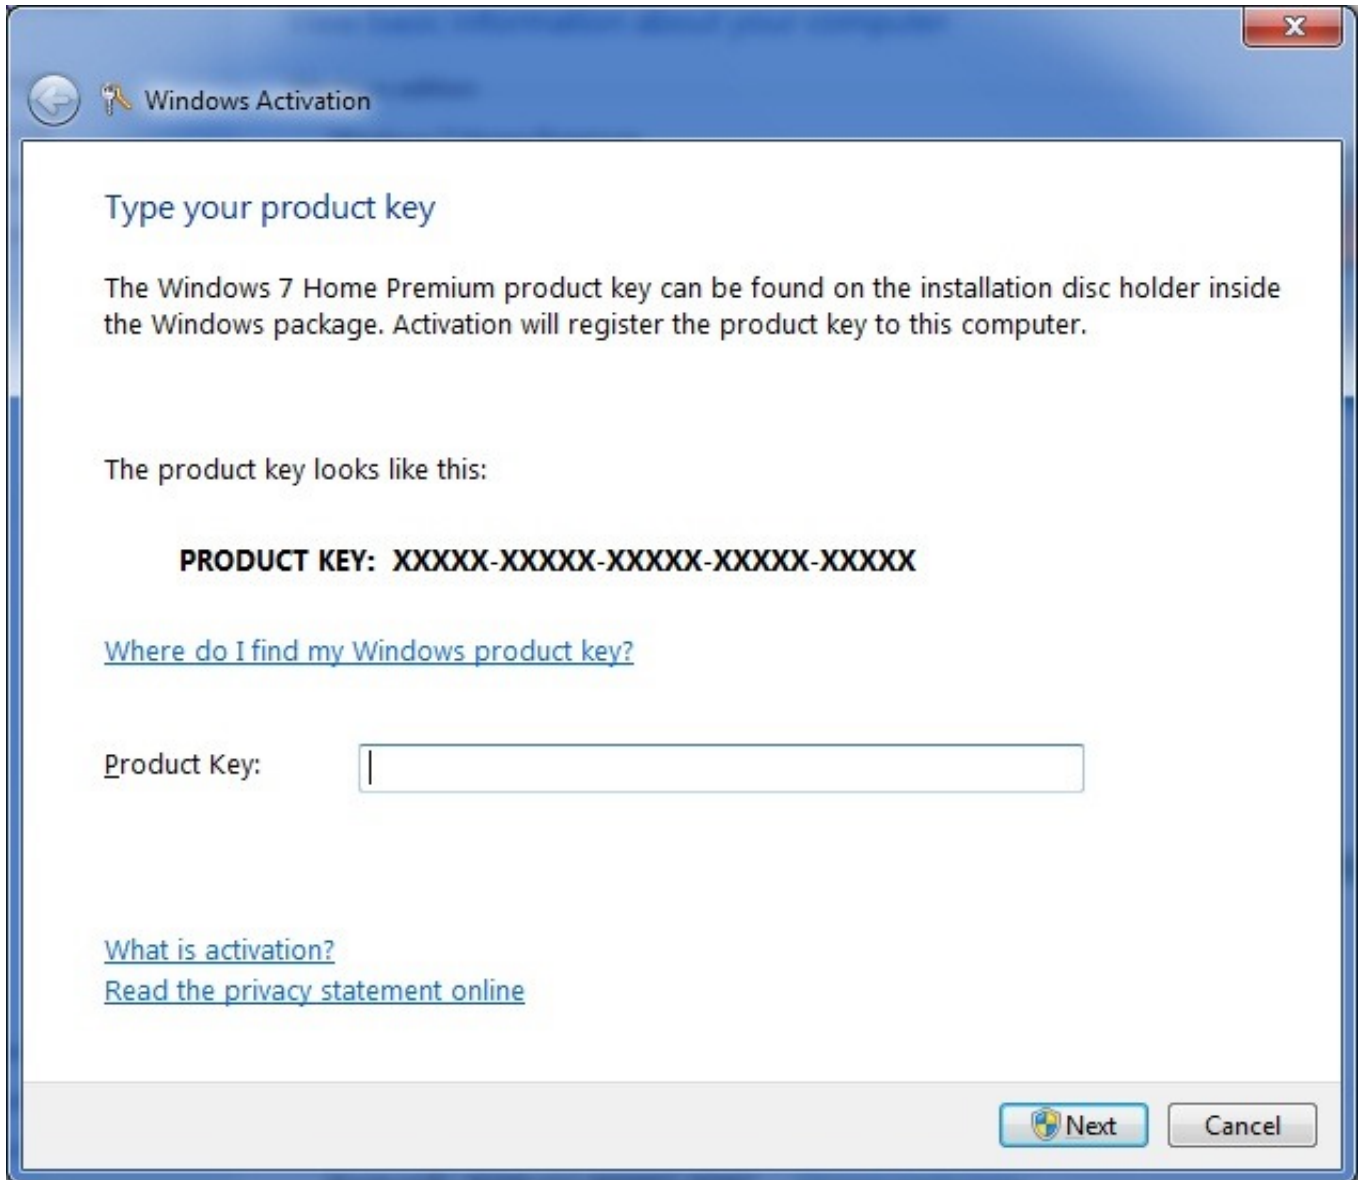 Windows Activation
Type your product key
The Windows 7 Home Premium product key can be found on the installation disc holder inside
the Windows package. Activation will register the product key to this computer.
The product key looks like this:
PRODUCT KEY: XXXXX-XXXXX-XXXXX-XXXXX-XXXXX
Where do I find my Windows product key?
Product Key:
What is activation?
Read the privacy statement online
Next Cancel